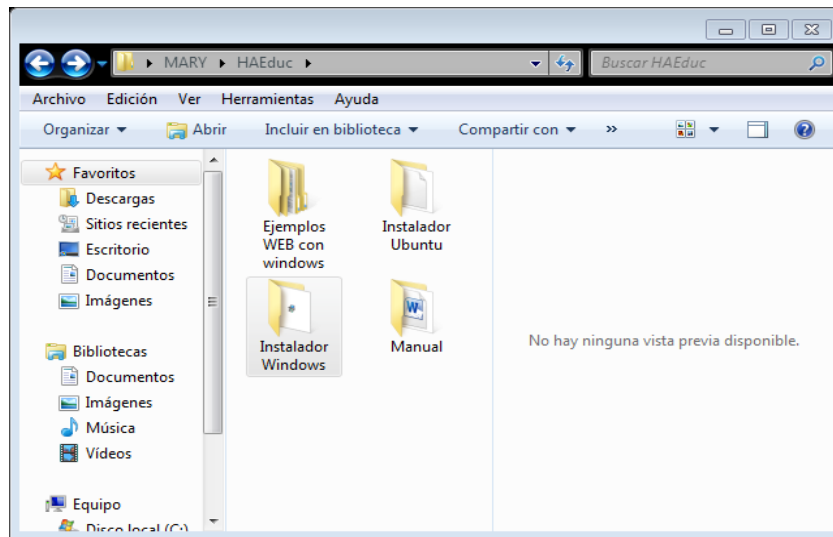 MARY HAEduc Buscar HAEduc
Archivo Edición Ver Herramientas Ayuda
Organizar Abrir Incluir en biblioteca Compartir con »
Favoritos
Descargas
Sitios recientes
Escritorio
Documentos
Imágenes
Bibliotecas
Documentos
Imágenes
Música
Vídeos
Equipo
Disco local (C:)
Ejemplos
WEB con
windows
Instalador
Ubuntu
Instalador
Windows
Manual
No hay ninguna vista previa disponible.